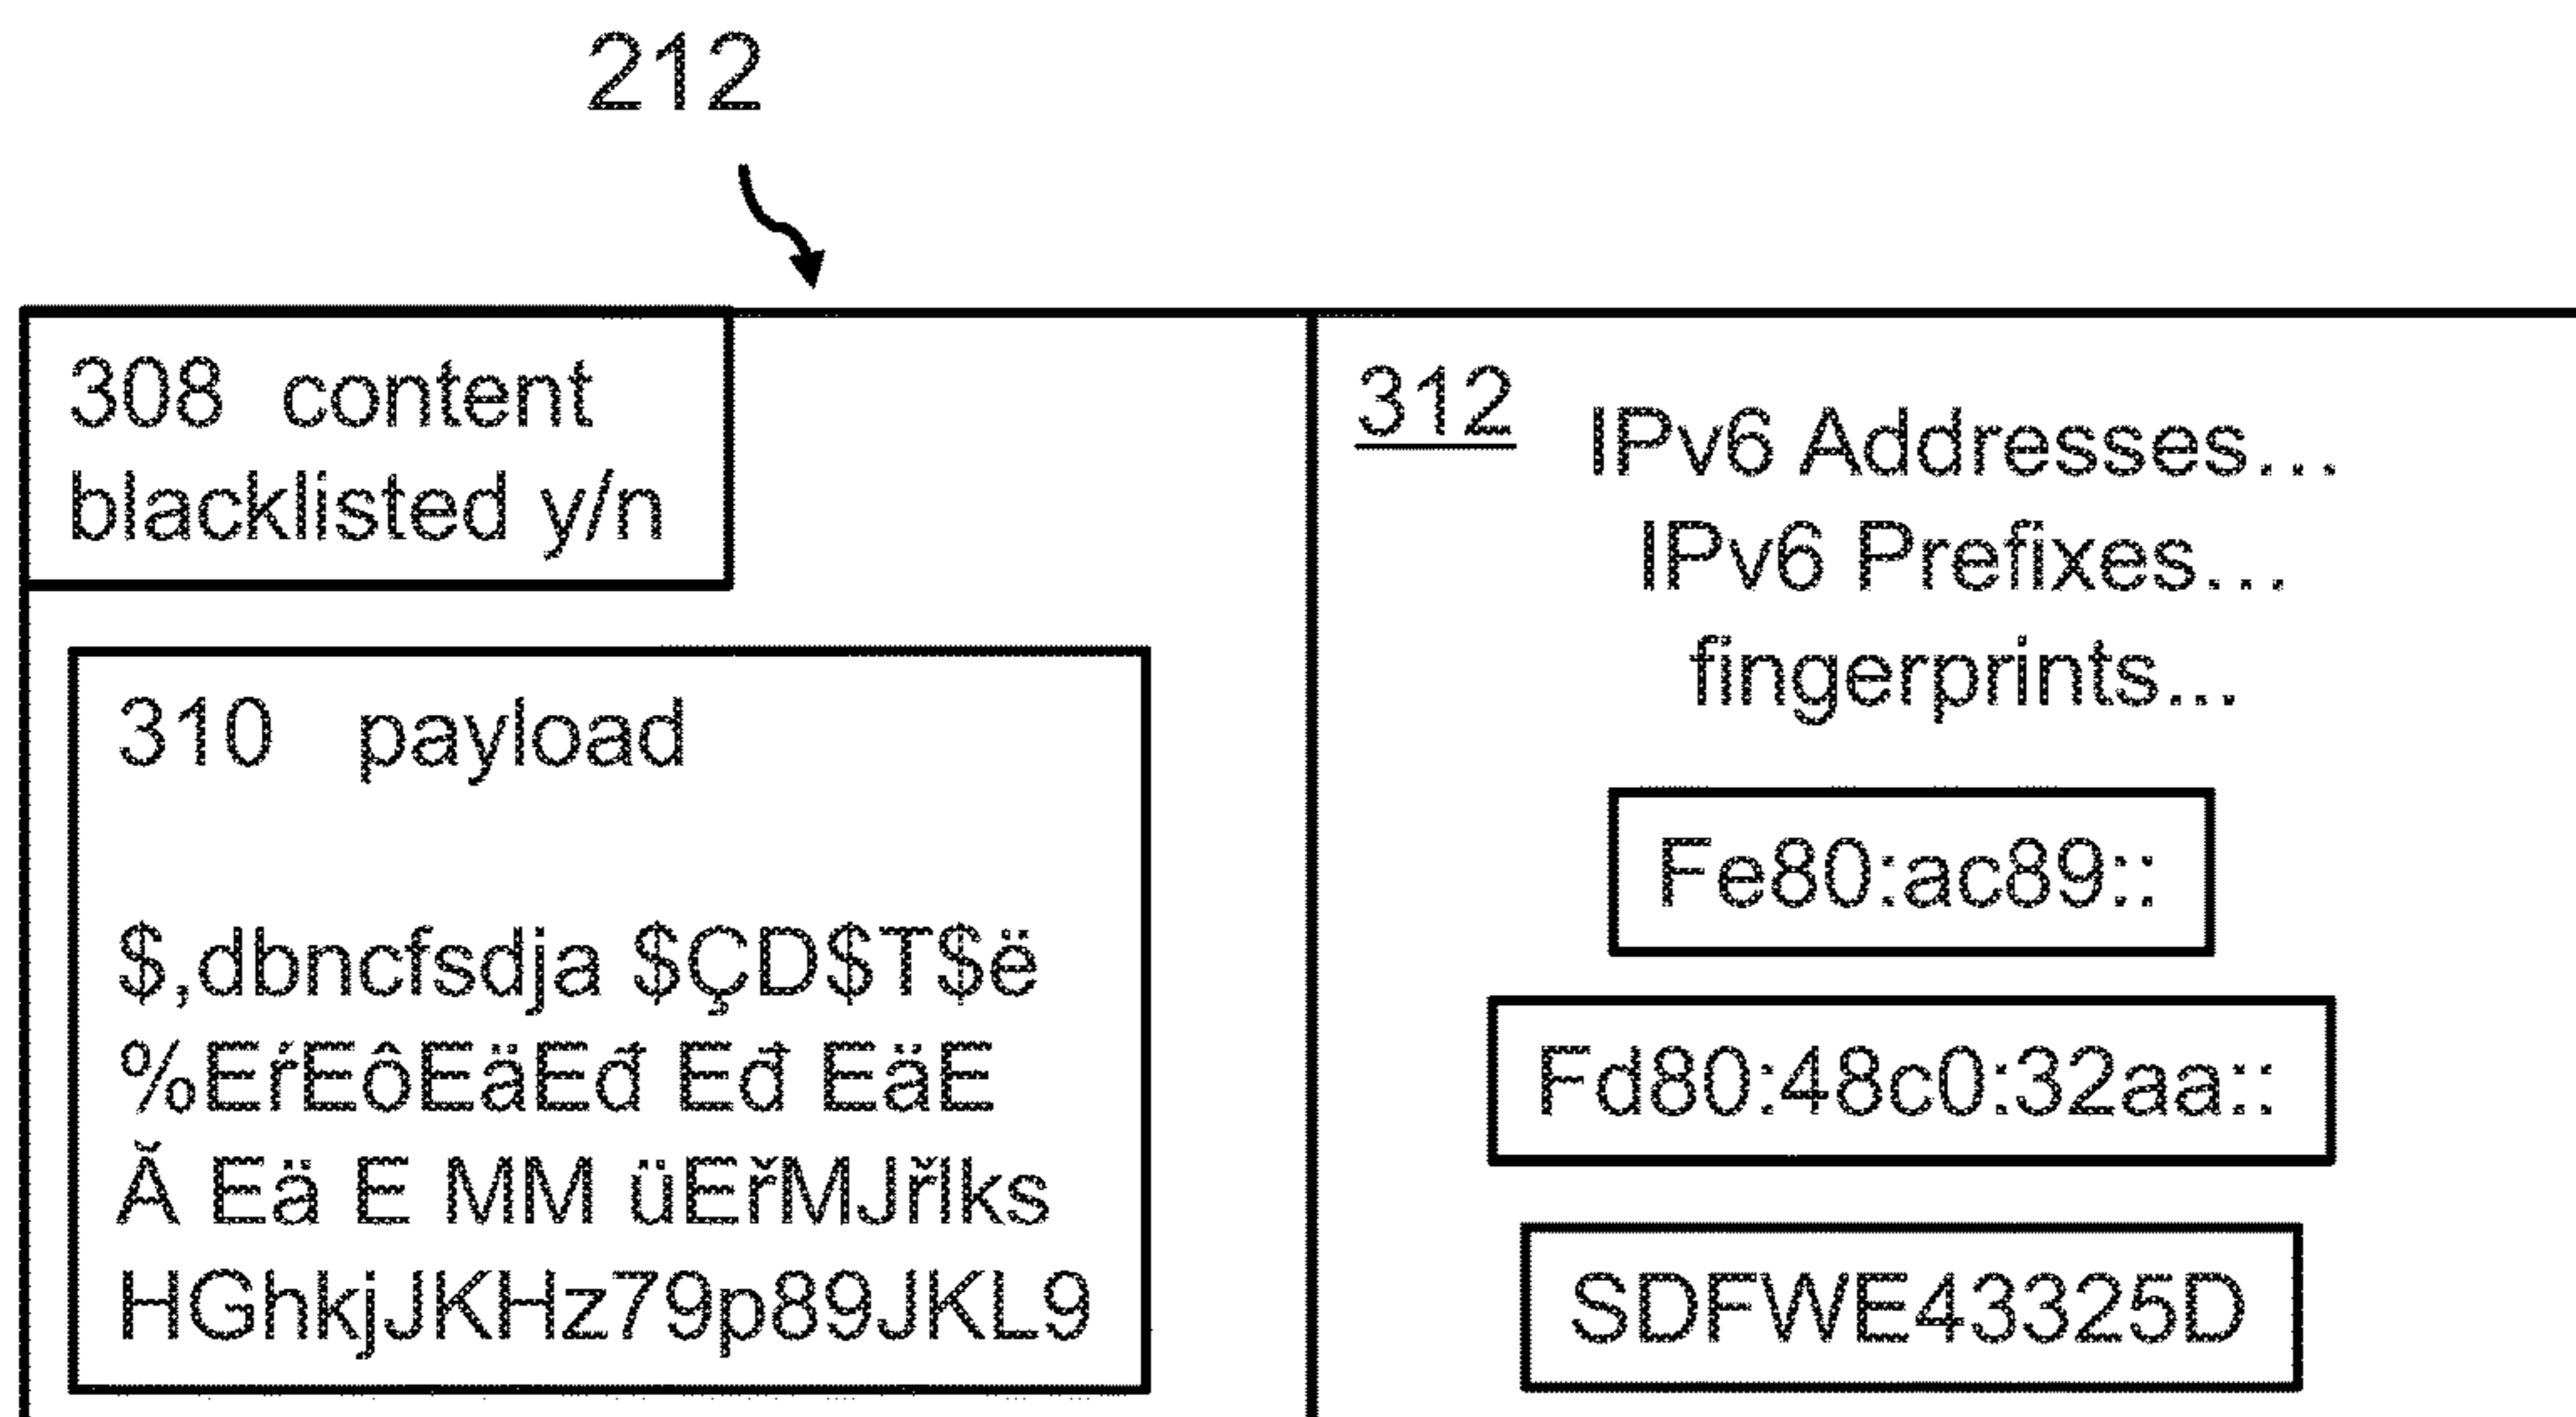 212
308 content
blacklisted y/n
310 payload
$,dbncfsdja $ÇD$T$ë
%EŕEôEäEđ Eđ EäE
Ă Eä E MM üEřMJřlks
HGhkjJKHz79p89JKL9
312 IPv6 Addresses...
IPv6 Prefixes...
fingerprints...
Fe80:ac89::
Fd80:48c0:32aa::
SDFWE43325D